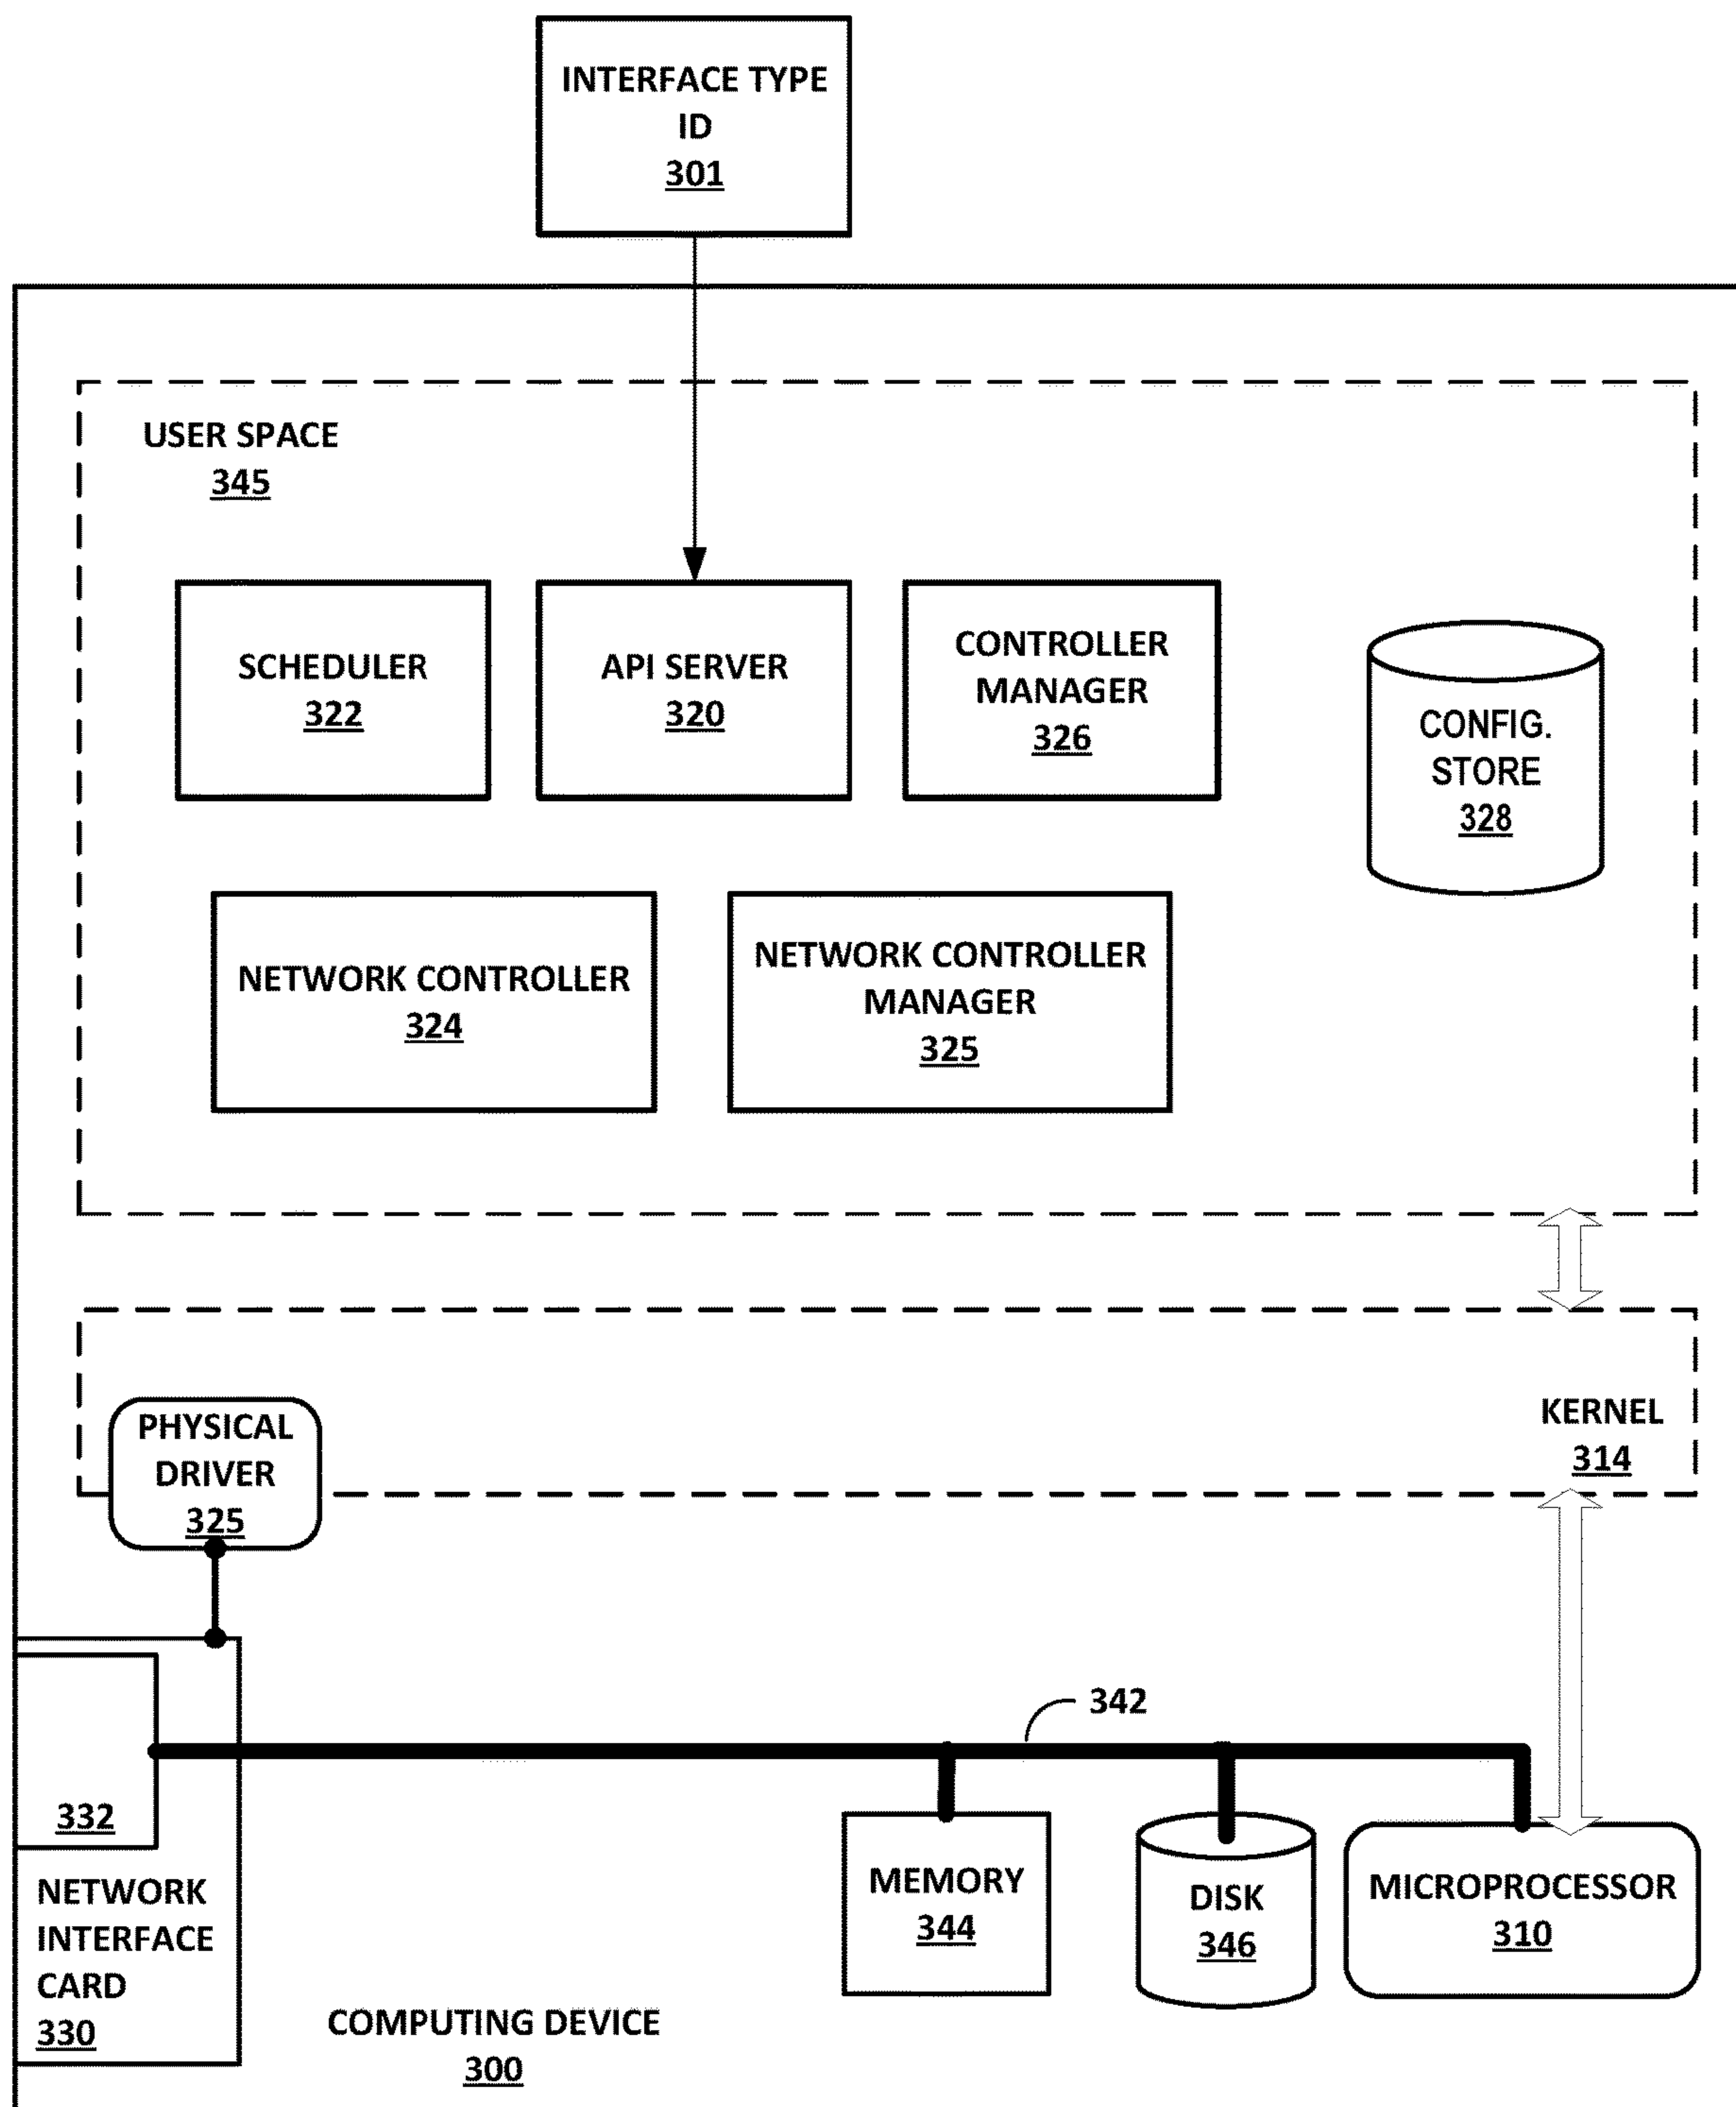 INTERFACE TYPE
ID
301
USER SPACE
345
SCHEDULER
322
API SERVER
320
CONTROLLER
MANAGER
326
CONFIG.
STORE
328
NETWORK CONTROLLER
324
NETWORK CONTROLLER
MANAGER
325
KERNEL
314
PHYSICAL
DRIVER
325
342
332
NETWORK
INTERFACE
CARD
330
MEMORY
344
DISK
346
MICROPROCESSOR
310
COMPUTING DEVICE
300